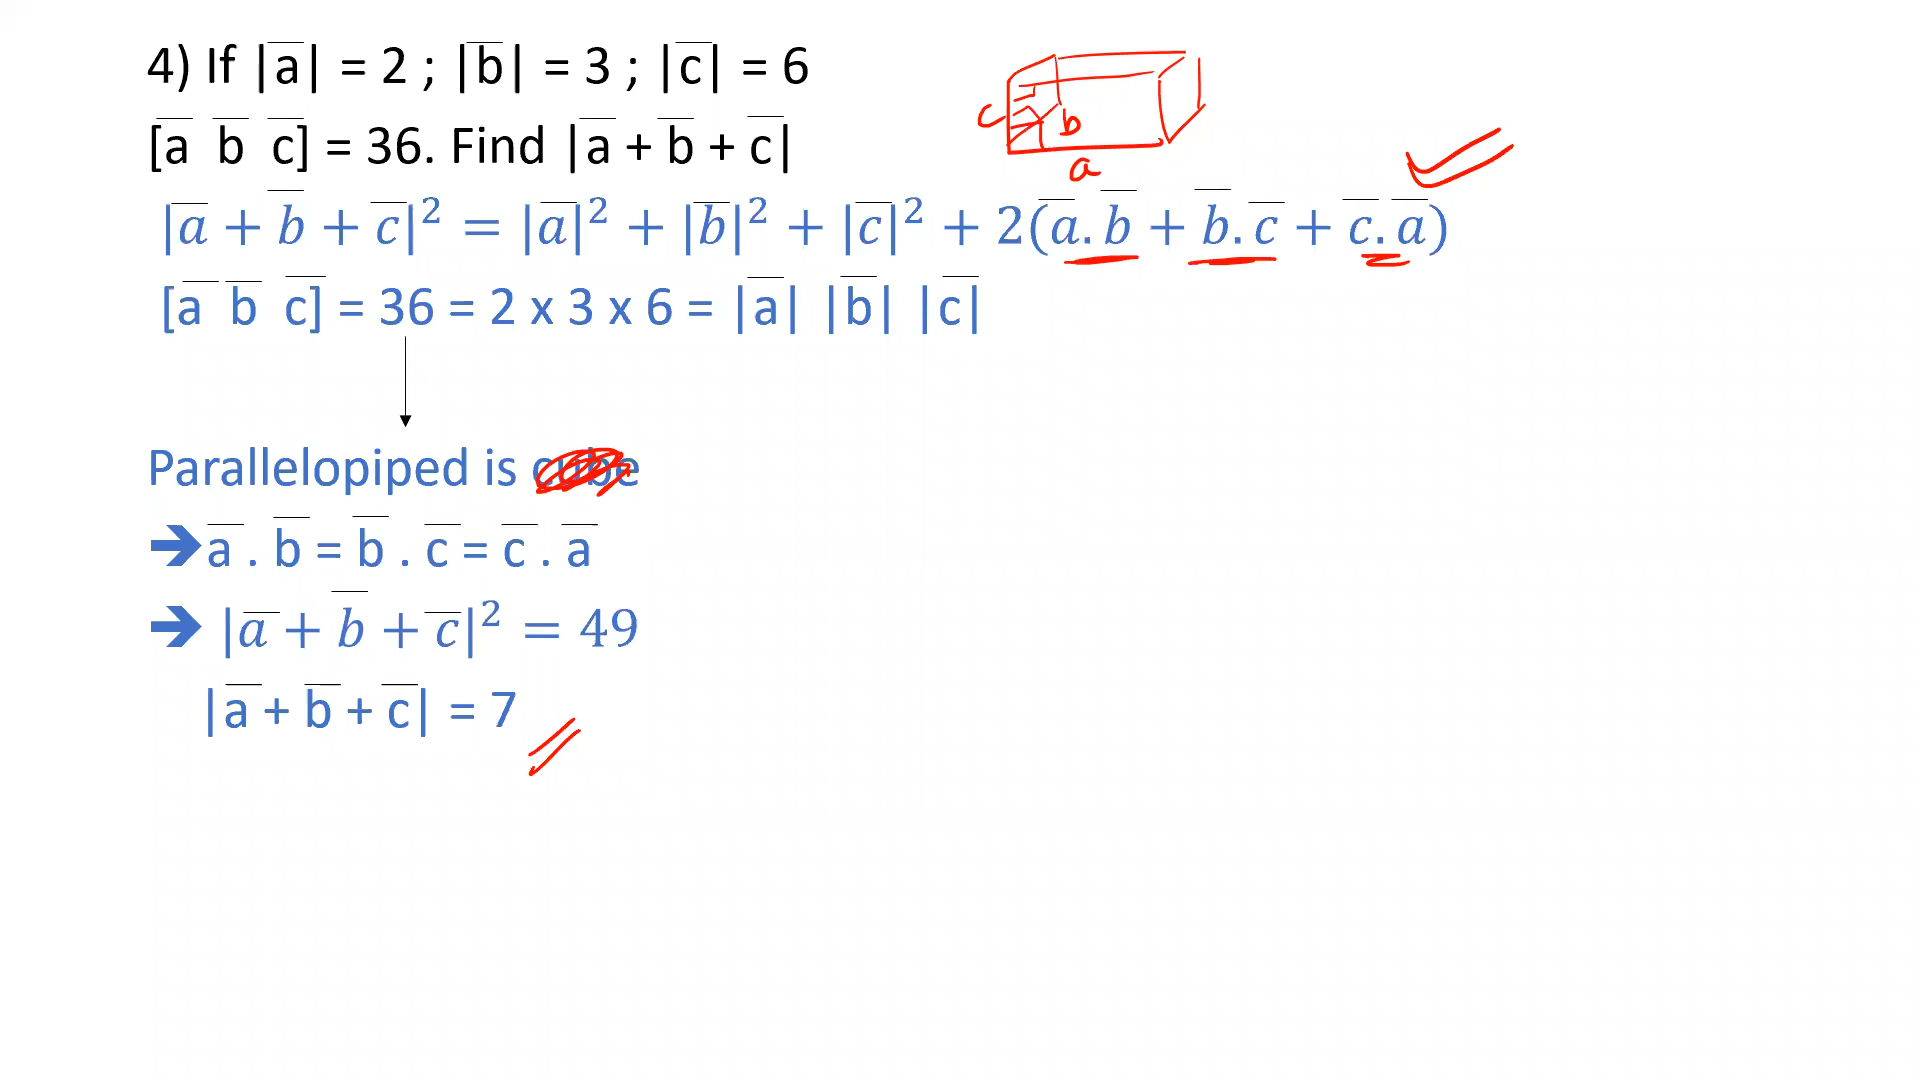 4) If |a̅| = 2 ; |b̅| = 3 ; |c̅| = 6
[a̅ b̅ c̅] = 36. Find |a̅ + b̅ + c̅|
c
b
a
|a̅ + b̅ + c̅|² = |a̅|² + |b̅|² + |c̅|² + 2(a̅.b̅ + b̅.c̅ + c̅.a̅)
[a̅ b̅ c̅] = 36 = 2 x 3 x 6 = |a̅| |b̅| |c̅|
Parallelopiped is cube
➔ a̅ . b̅ = b̅ . c̅ = c̅ . a̅
➔ |a̅ + b̅ + c̅|² = 49
|a̅ + b̅ + c̅| = 7